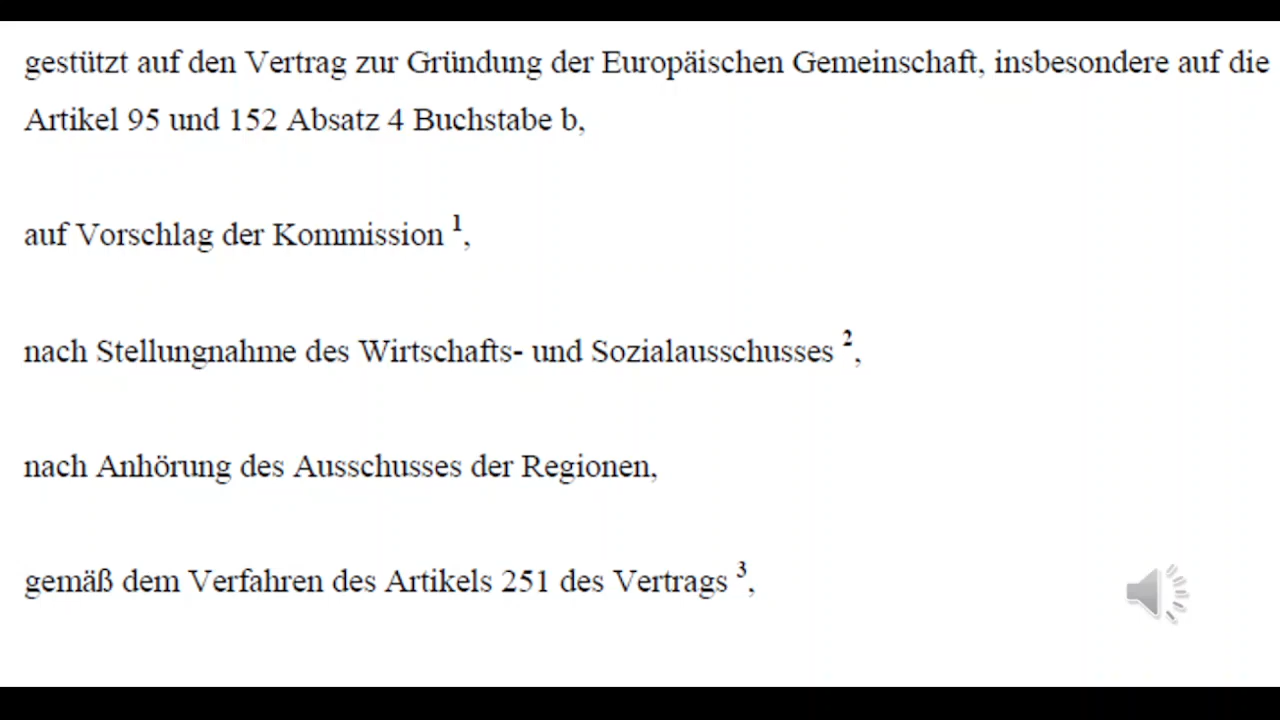 gestützt auf den Vertrag zur Gründung der Europäischen Gemeinschaft, insbesondere auf die
Artikel 95 und 152 Absatz 4 Buchstabe b,
auf Vorschlag der Kommission ¹,
nach Stellungnahme des Wirtschafts- und Sozialausschusses ²,
nach Anhörung des Ausschusses der Regionen,
gemäß dem Verfahren des Artikels 251 des Vertrags ³,